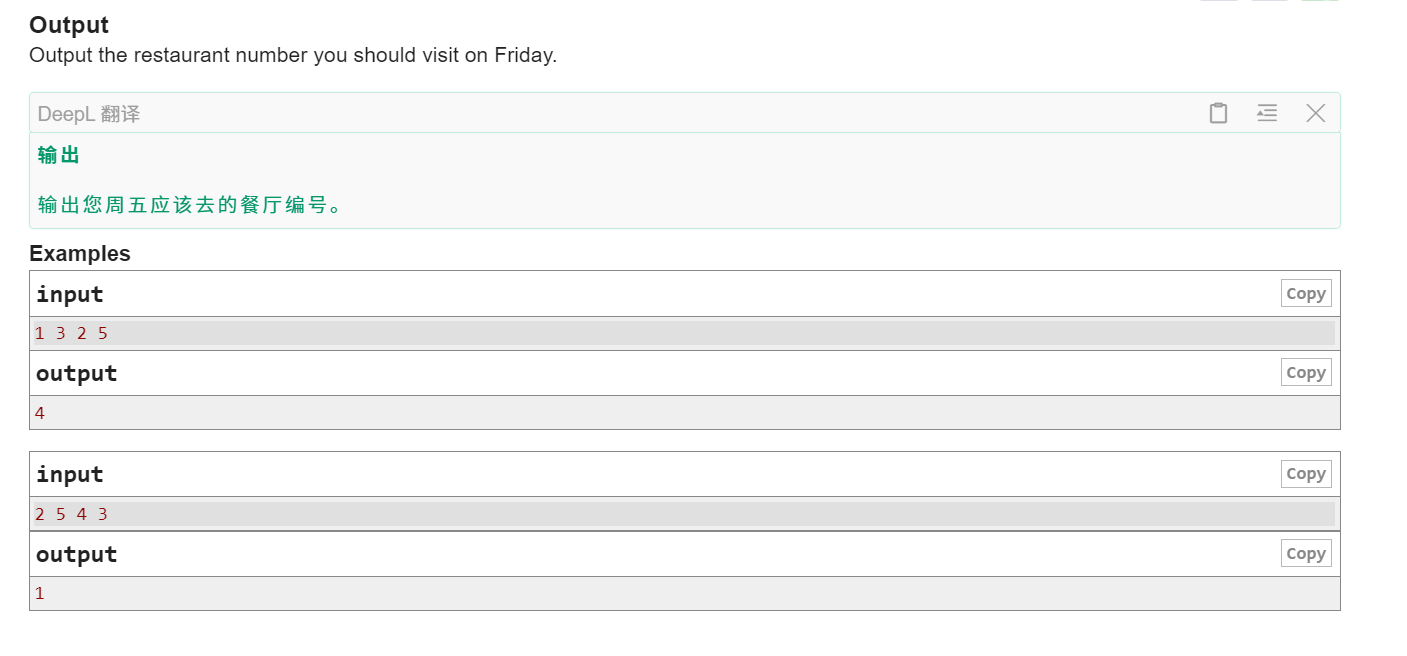 Output
Output the restaurant number you should visit on Friday.
DeepL 翻译
输出
输出您周五应该去的餐厅编号。
Examples
input
Copy
1 3 2 5
output
Copy
4
input
Copy
2 5 4 3
output
Copy
1